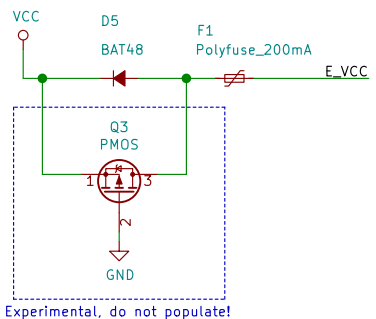 VCC
D5
BAT48
F1
Polyfuse_200mA
E_VCC
Q3
PMOS
1
3
2
GND
Experimental, do not populate!